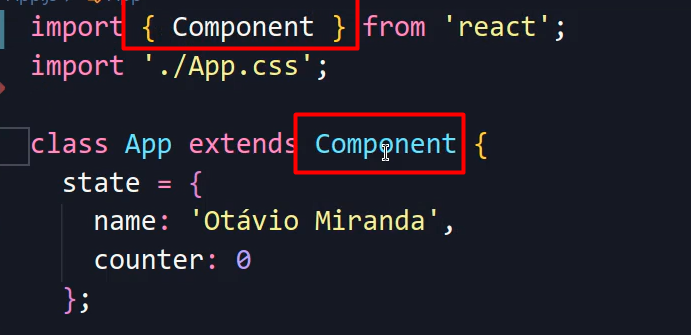 import { Component } from 'react';
import './App.css';
class App extends Component {
state = {
name: 'Otávio Miranda',
counter: 0
};